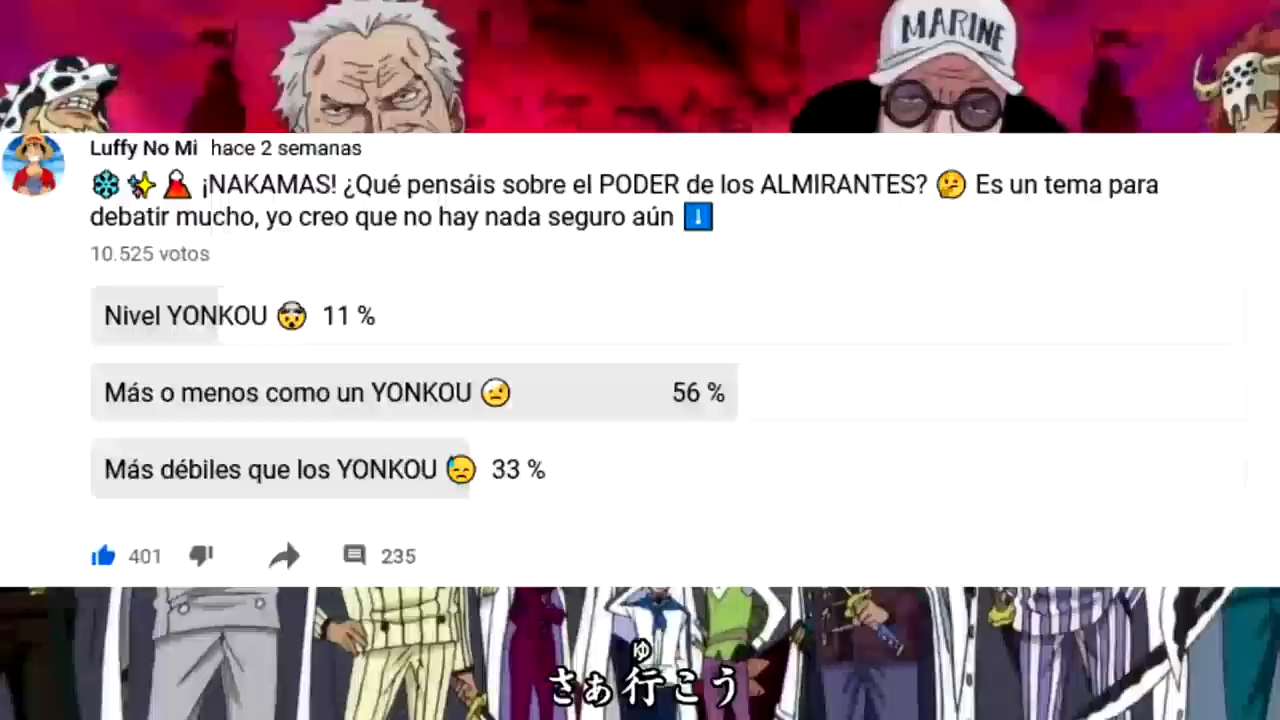 MARINE
Luffy No Mi hace 2 semanas
❄️ ✨ 🌋 ¡NAKAMAS! ¿Qué pensáis sobre el PODER de los ALMIRANTES? 🤔 Es un tema para
debatir mucho, yo creo que no hay nada seguro aún ⬇️
10.525 votos
Nivel YONKOU 🤯 11 %
Más o menos como un YONKOU 🤕 56 %
Más débiles que los YONKOU 😓 33 %
401 235
ゆ
さぁ行こう